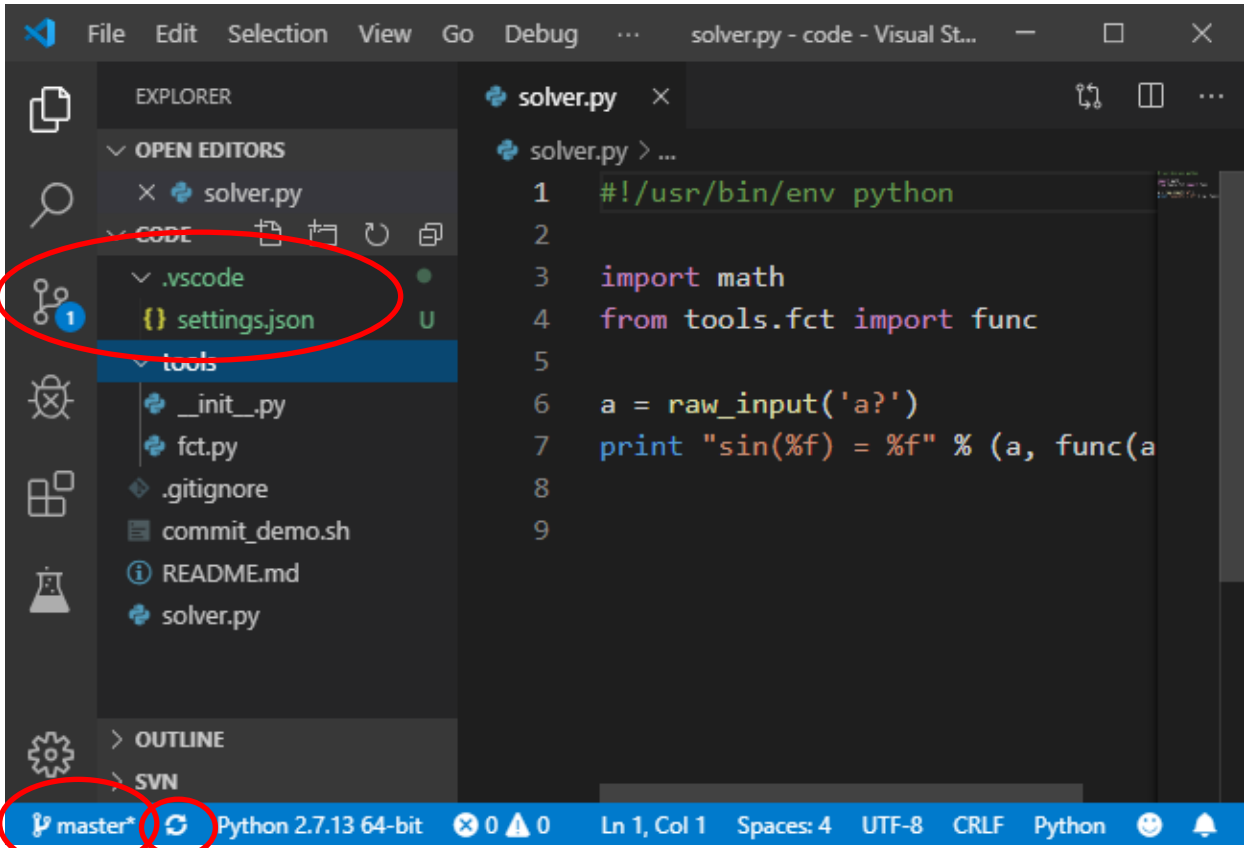 File Edit Selection View Go Debug ··· solver.py - code - Visual St...
EXPLORER
OPEN EDITORS
solver.py
CODE
.vscode
{} settings.json U
tools
__init__.py
fct.py
.gitignore
commit_demo.sh
README.md
solver.py
OUTLINE
SVN
1
solver.py
solver.py > ...
1 #!/usr/bin/env python
2
3 import math
4 from tools.fct import func
5
6 a = raw_input('a?')
7 print "sin(%f) = %f" % (a, func(a
8
9
master* Python 2.7.13 64-bit 0 0 Ln 1, Col 1 Spaces: 4 UTF-8 CRLF Python